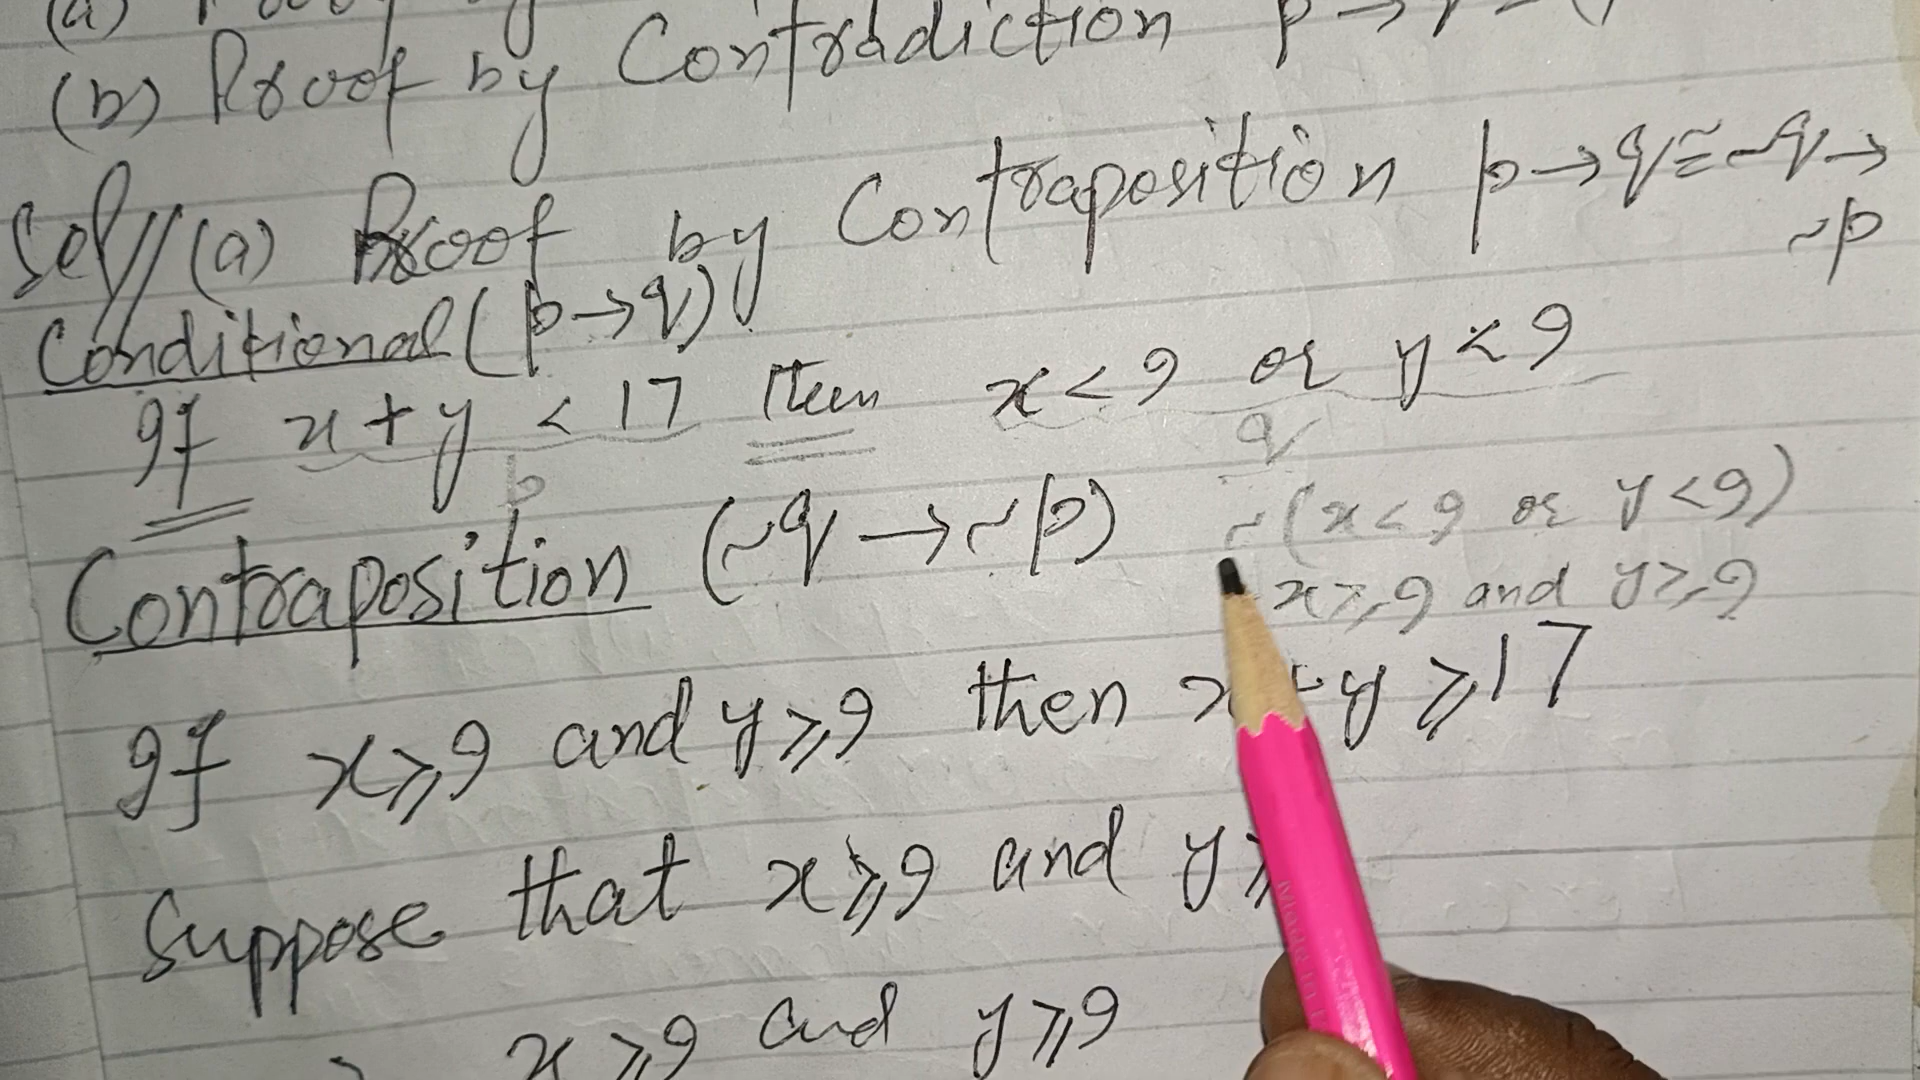 (b) Proof by Contradiction p →
Sol// (a) Proof by Contraposition p → q ≅ ~q →
~p
Conditional (p → q)
If x + y < 17 then x < 9 or y < 9
p q
Contraposition (~q → ~p) ~(x < 9 or y < 9)
x ≥ 9 and y ≥ 9
If x ≥ 9 and y ≥ 9 then x + y ≥ 17
Suppose that x ≥ 9 and y ≥
x ≥ 9 and y ≥ 9